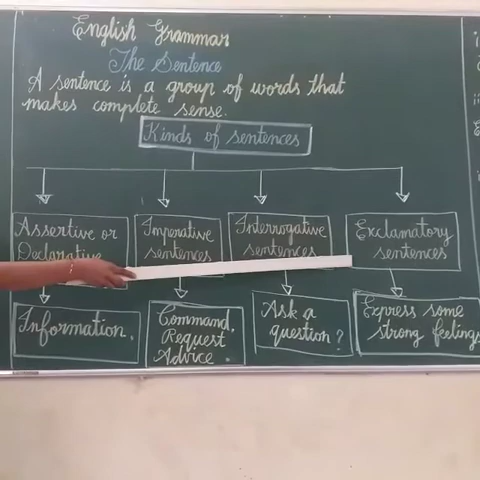 English Grammar
The Sentence
A sentence is a group of words that
makes complete sense.
Kinds of sentences
Assertive or
Declarative
Imperative
sentences
Interrogative
sentences
Exclamatory
sentences
Information.
Command,
Request
Advice.
Ask a
question?
Express some
strong feelings